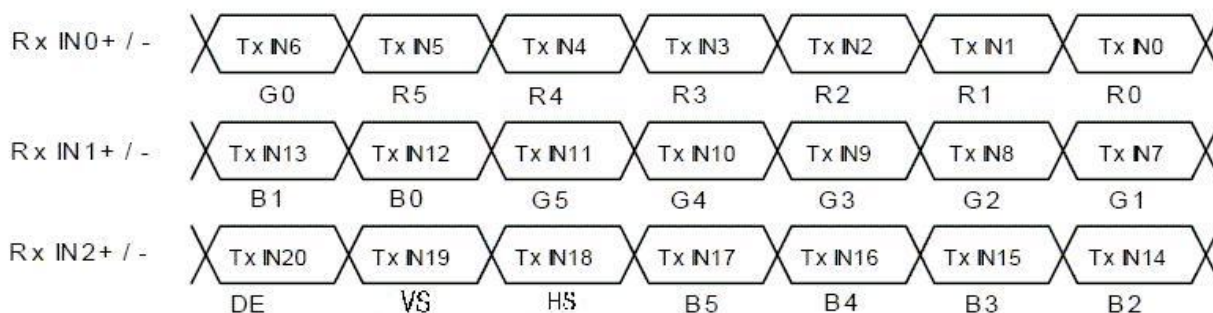 Rx IN0+ / - Tx IN6 Tx IN5 Tx IN4 Tx IN3 Tx IN2 Tx IN1 Tx IN0
G0 R5 R4 R3 R2 R1 R0
Rx IN1+ / - Tx IN13 Tx IN12 Tx IN11 Tx IN10 Tx IN9 Tx IN8 Tx IN7
B1 B0 G5 G4 G3 G2 G1
Rx IN2+ / - Tx IN20 Tx IN19 Tx IN18 Tx IN17 Tx IN16 Tx IN15 Tx IN14
DE VS HS B5 B4 B3 B2